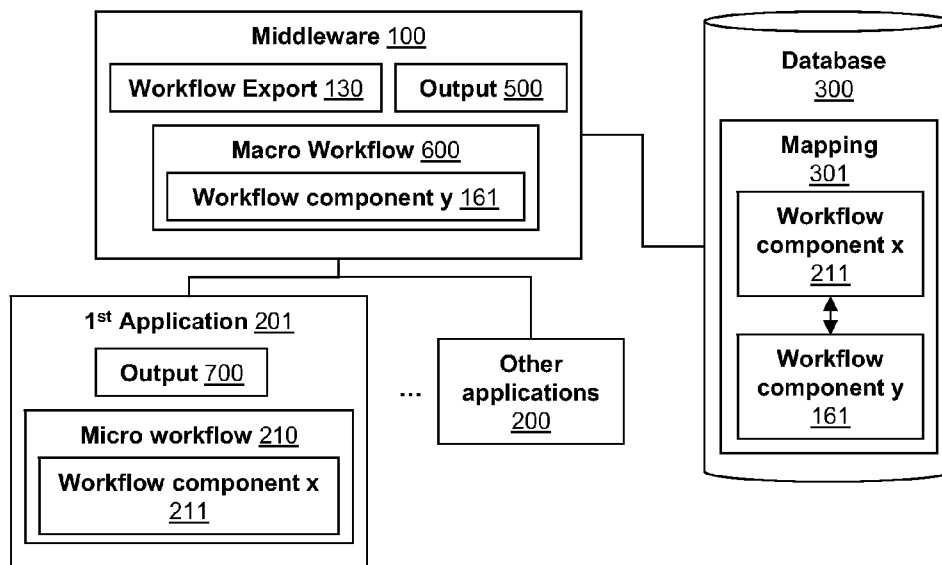 Middleware 100
Workflow Export 130
Output 500
Macro Workflow 600
Workflow component y 161
Database
300
Mapping
301
Workflow
component x
211
Workflow
component y
161
1st Application 201
Output 700
Micro workflow 210
Workflow component x
211
...
Other
applications
200